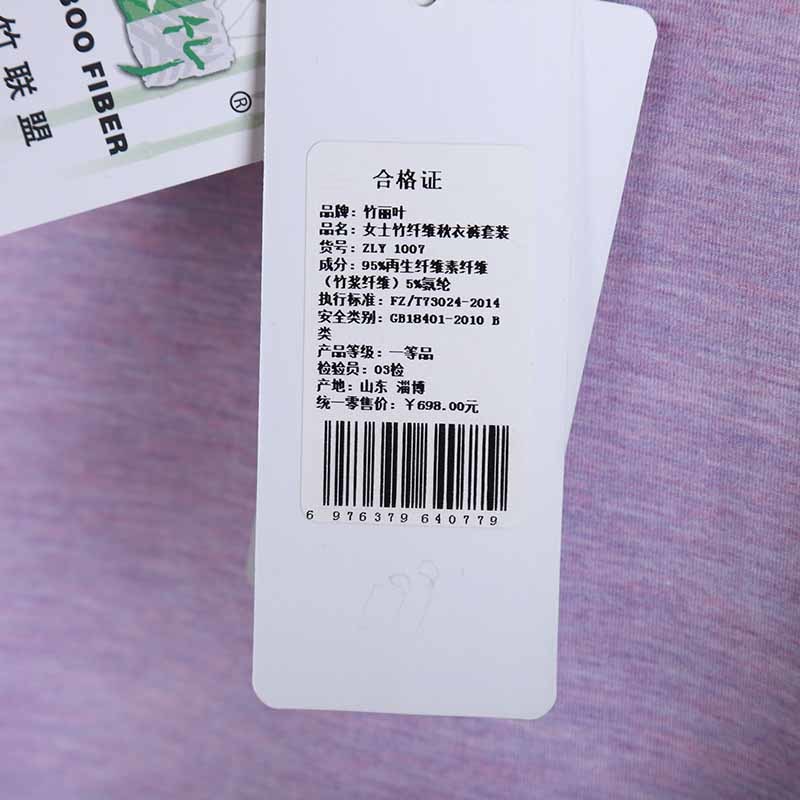 BOO FIBER
竹联盟
竹
®
合格证
品牌：竹丽叶
品名：女士竹纤维秋衣裤套装
货号：ZLY 1007
成分：95%再生纤维素纤维
（竹浆纤维）5%氨纶
执行标准：FZ/T73024-2014
安全类别：GB18401-2010 B
类
产品等级：一等品
检验员：03检
产地：山东 淄博
统一零售价：￥698.00元
6 976379 640779